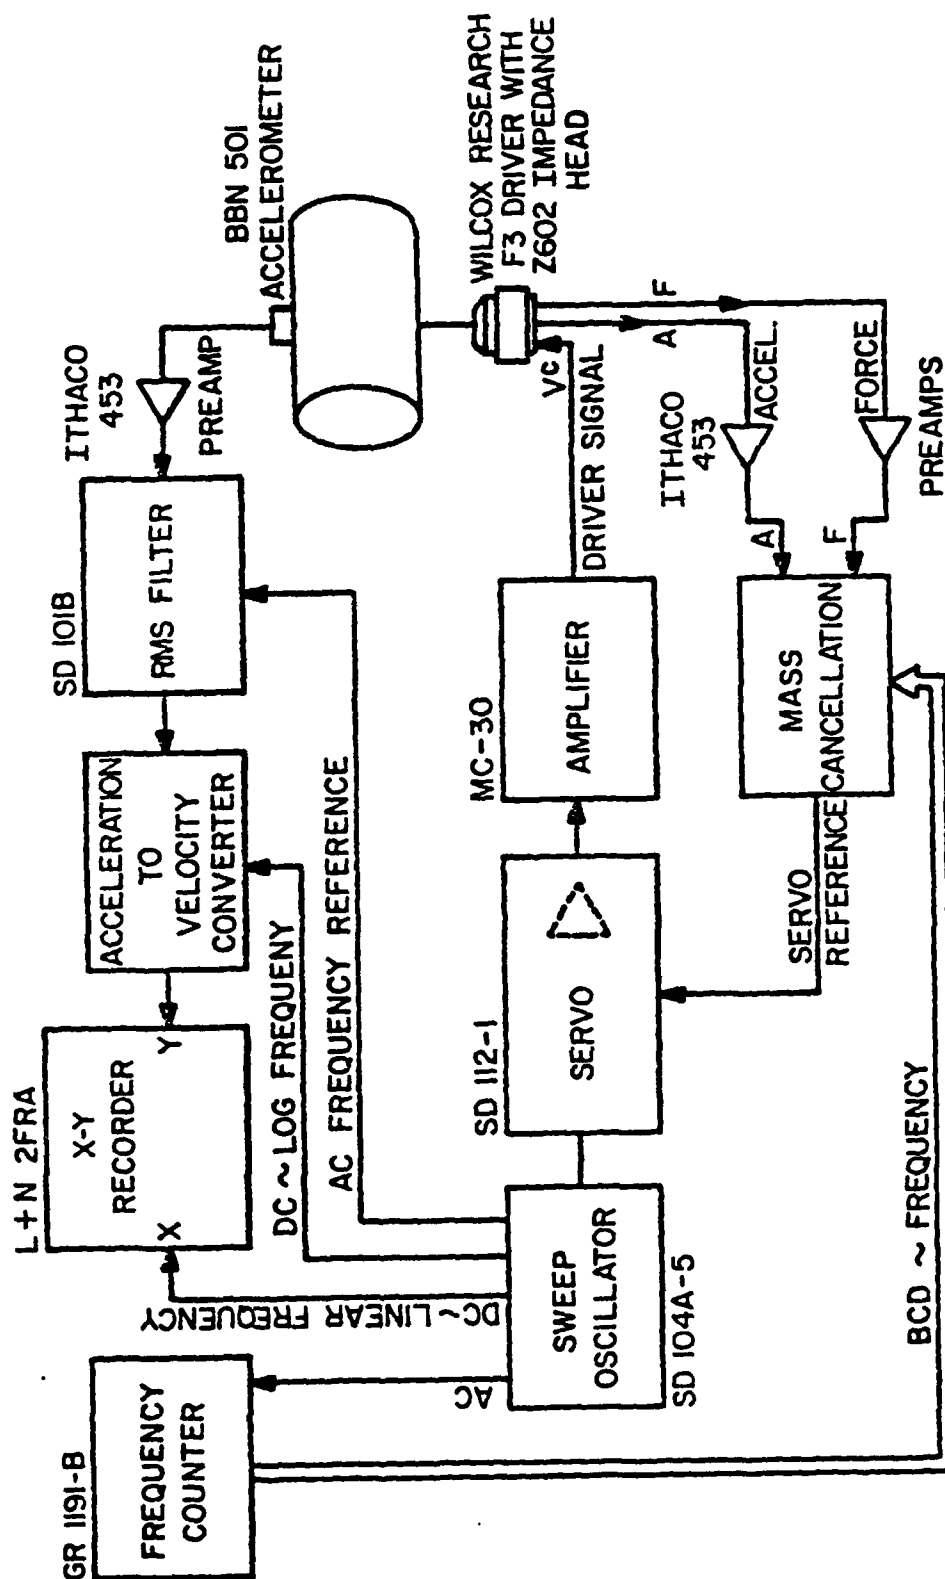 GR 1191-B
FREQUENCY
COUNTER
L+N 2FRA
X-Y
RECORDER
X
Y
ACCELERATION
TO
VELOCITY
CONVERTER
SD 101B
RMS FILTER
ITHACO
453
PREAMP
BBN 501
ACCELEROMETER
DC~LINEAR FREQUENCY
DC~LOG FREQUENY
AC FREQUENCY REFERENCE
AC
SWEEP
OSCILLATOR
SD 104A-5
SD 112-1
SERVO
MC-30
AMPLIFIER
DRIVER SIGNAL
Vc
WILCOX RESEARCH
F3 DRIVER WITH
Z602 IMPEDANCE
HEAD
A
F
ITHACO
453
ACCEL.
FORCE
PREAMPS
A
F
MASS
CANCELLATION
SERVO
REFERENCE
BCD ~ FREQUENCY